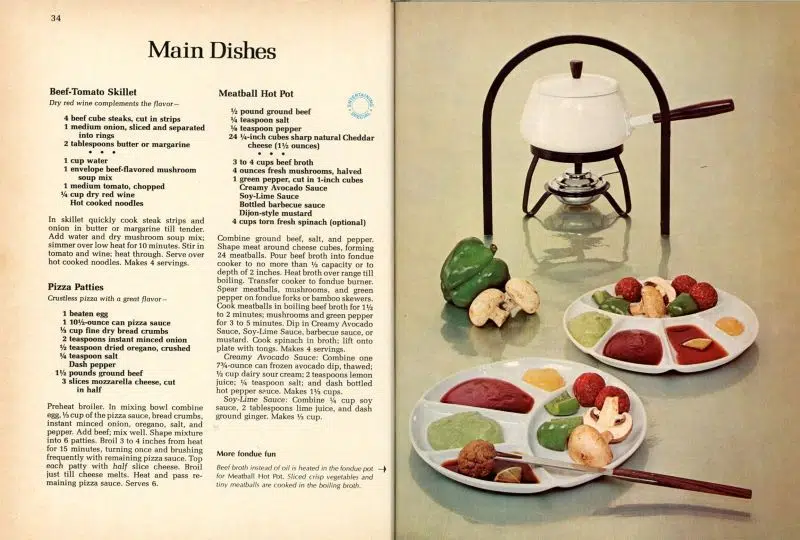 34
Main Dishes
Beef-Tomato Skillet
Dry red wine complements the flavor—
4 beef cube steaks, cut in strips
1 medium onion, sliced and separated
into rings
2 tablespoons butter or margarine
• • •
1 cup water
1 envelope beef-flavored mushroom
soup mix
1 medium tomato, chopped
¼ cup dry red wine
Hot cooked noodles
In skillet quickly cook steak strips and
onion in butter or margarine till tender.
Add water and dry mushroom soup mix;
simmer over low heat for 10 minutes. Stir in
tomato and wine; heat through. Serve over
hot cooked noodles. Makes 4 servings.
Pizza Patties
Crustless pizza with a great flavor—
1 beaten egg
1 10½-ounce can pizza sauce
⅓ cup fine dry bread crumbs
2 teaspoons instant minced onion
½ teaspoon dried oregano, crushed
¼ teaspoon salt
Dash pepper
1½ pounds ground beef
3 slices mozzarella cheese, cut
in half
Preheat broiler. In mixing bowl combine
egg, ⅓ cup of the pizza sauce, bread crumbs,
instant minced onion, oregano, salt, and
pepper. Add beef; mix well. Shape mixture
into 6 patties. Broil 3 to 4 inches from heat
for 15 minutes, turning once and brushing
frequently with remaining pizza sauce. Top
each patty with half slice cheese. Broil
just till cheese melts. Heat and pass re-
maining pizza sauce. Serves 6.
Meatball Hot Pot
ENTERTAINING SPECIAL
½ pound ground beef
¼ teaspoon salt
⅛ teaspoon pepper
24 ¼-inch cubes sharp natural Cheddar
cheese (1½ ounces)
• • •
3 to 4 cups beef broth
4 ounces fresh mushrooms, halved
1 green pepper, cut in 1-inch cubes
Creamy Avocado Sauce
Soy-Lime Sauce
Bottled barbecue sauce
Dijon-style mustard
4 cups torn fresh spinach (optional)
Combine ground beef, salt, and pepper.
Shape meat around cheese cubes, forming
24 meatballs. Pour beef broth into fondue
cooker to no more than ½ capacity or to
depth of 2 inches. Heat broth over range till
boiling. Transfer cooker to fondue burner.
Spear meatballs, mushrooms, and green
pepper on fondue forks or bamboo skewers.
Cook meatballs in boiling beef broth for 1½
to 2 minutes; mushrooms and green pepper
for 3 to 5 minutes. Dip in Creamy Avocado
Sauce, Soy-Lime Sauce, barbecue sauce, or
mustard. Cook spinach in broth; lift onto
plate with tongs. Makes 4 servings.
Creamy Avocado Sauce: Combine one
7¾-ounce can frozen avocado dip, thawed;
½ cup dairy sour cream; 2 teaspoons lemon
juice; ¼ teaspoon salt; and dash bottled
hot pepper sauce. Makes 1⅓ cups.
Soy-Lime Sauce: Combine ¼ cup soy
sauce, 2 tablespoons lime juice, and dash
ground ginger. Makes ⅓ cup.
More fondue fun
Beef broth instead of oil is heated in the fondue pot →
for Meatball Hot Pot. Sliced crisp vegetables and
tiny meatballs are cooked in the boiling broth.